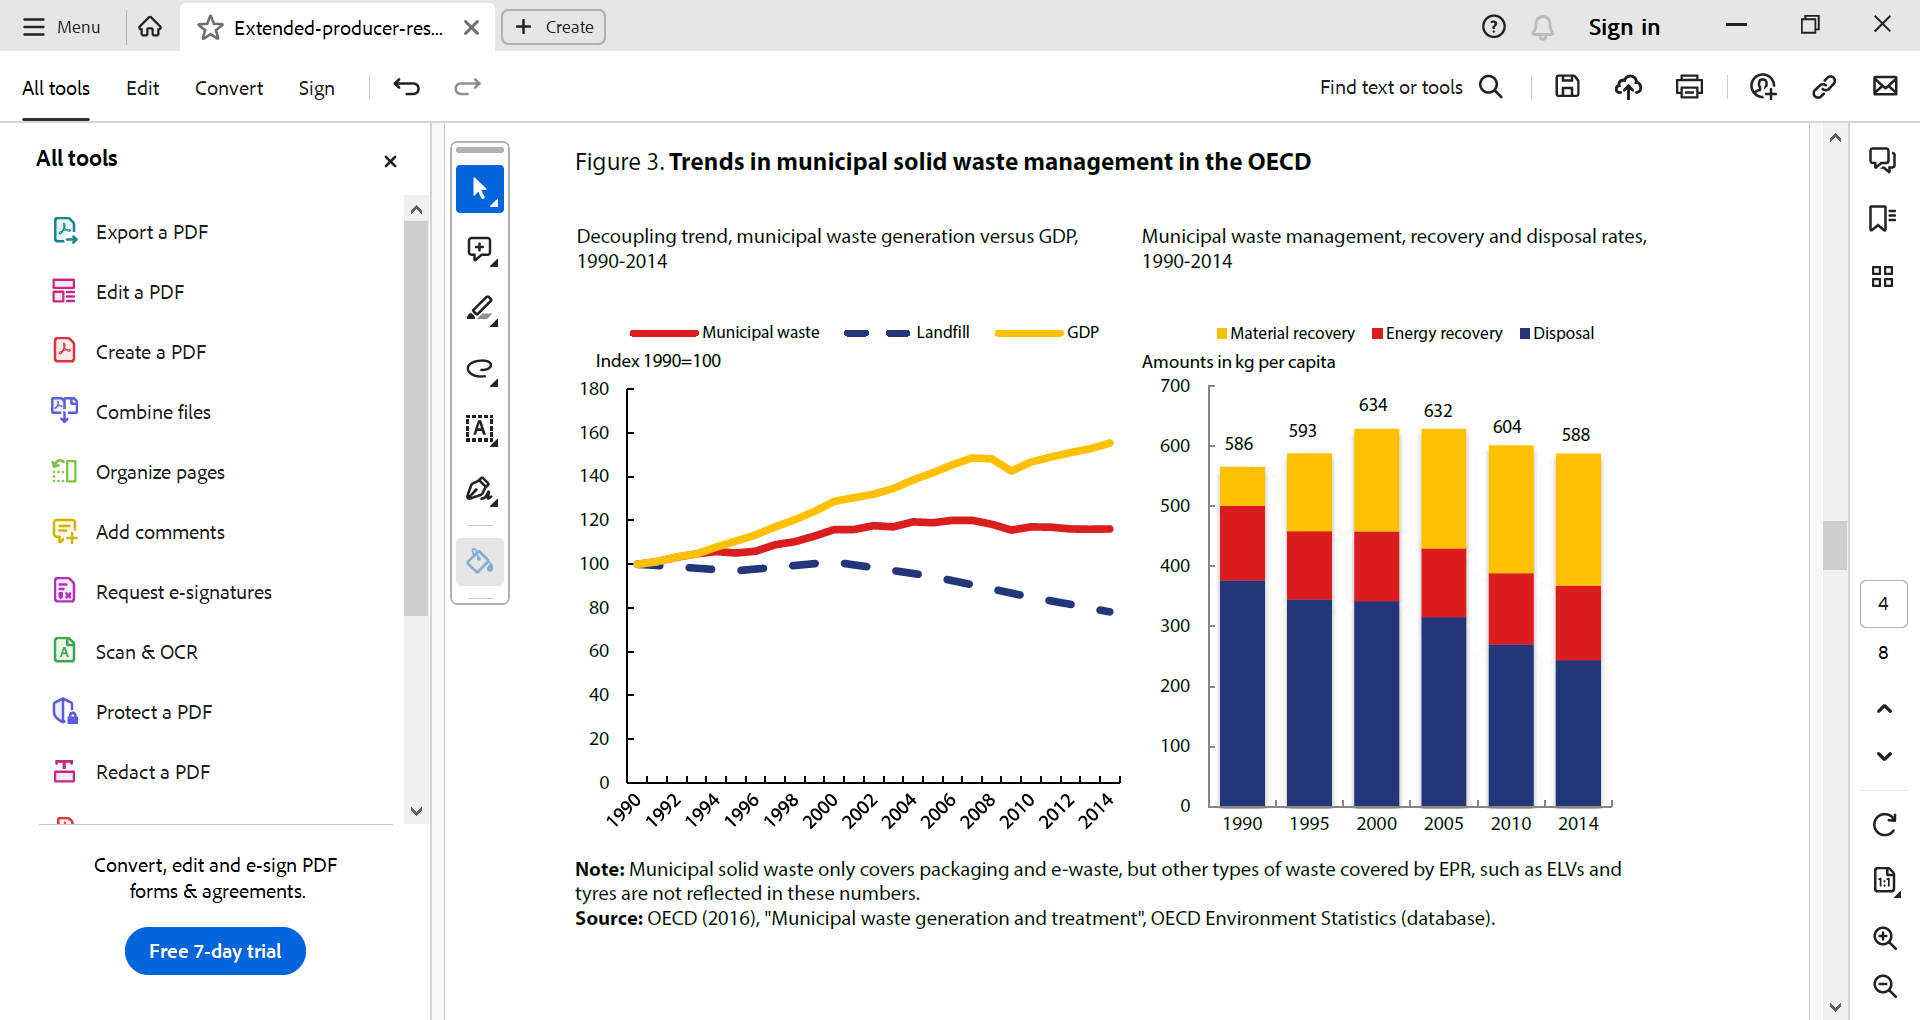 Menu
Extended-producer-res...
Create
Sign in
All tools
Edit
Convert
Sign
Find text or tools
All tools
Export a PDF
Edit a PDF
Create a PDF
Combine files
Organize pages
Add comments
Request e-signatures
Scan & OCR
Protect a PDF
Redact a PDF
Convert, edit and e-sign PDF
forms & agreements.
Free 7-day trial
Figure 3. Trends in municipal solid waste management in the OECD
Decoupling trend, municipal waste generation versus GDP,
1990-2014
Municipal waste
Landfill
GDP
Index 1990=100
180
160
140
120
100
80
60
40
20
0
1990
1992
1994
1996
1998
2000
2002
2004
2006
2008
2010
2012
2014
Municipal waste management, recovery and disposal rates,
1990-2014
Material recovery
Energy recovery
Disposal
Amounts in kg per capita
700
600
500
400
300
200
100
0
586
593
634
632
604
588
1990
1995
2000
2005
2010
2014
Note: Municipal solid waste only covers packaging and e-waste, but other types of waste covered by EPR, such as ELVs and
tyres are not reflected in these numbers.
Source: OECD (2016), "Municipal waste generation and treatment", OECD Environment Statistics (database).
4
8
1:1